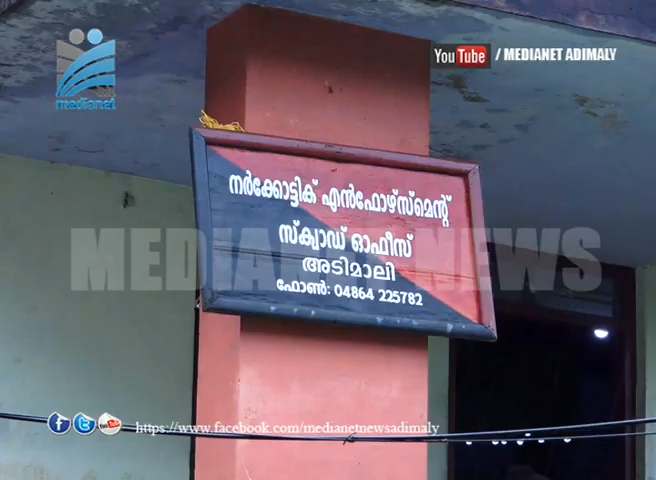 medianet
YouTube / MEDIANET ADIMALY
നർക്കോട്ടിക് എൻഫോഴ്സ്മെന്റ്
സ്ക്വാഡ് ഓഫീസ്
അടിമാലി
ഫോൺ: 04864 225782
MEDIANET NEWS
https://www.facebook.com/medianetnewsadimaly